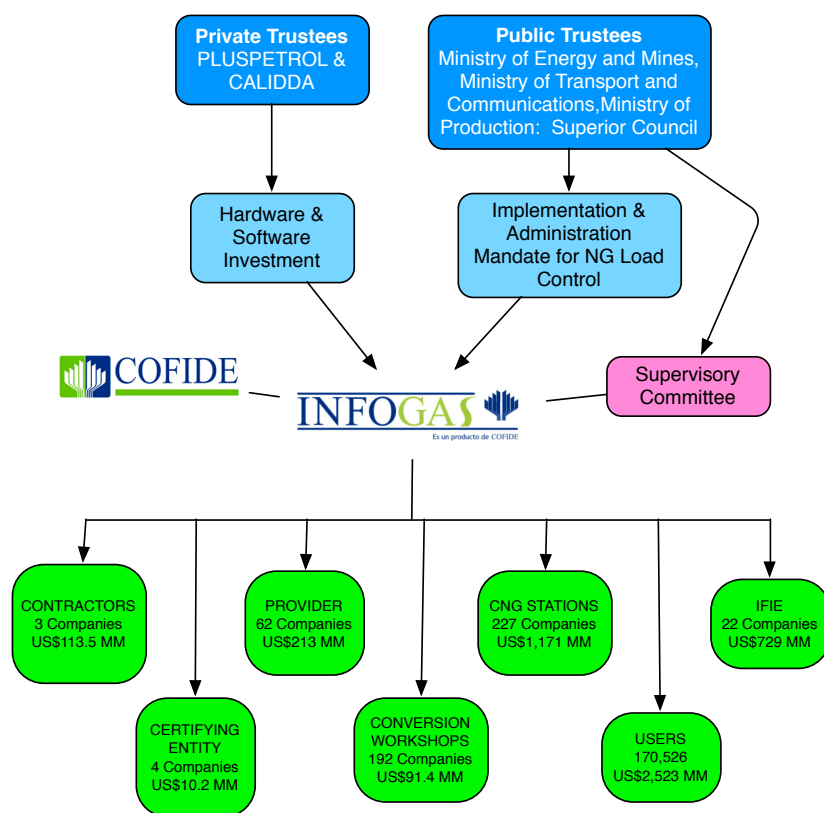 Private Trustees
PLUSPETROL &
CALIDDA
Public Trustees
Ministry of Energy and Mines,
Ministry of Transport and
Communications,Ministry of
Production:  Superior Council
Hardware &
Software
Investment
Implementation &
Administration
Mandate for NG Load
Control
COFIDE
INFOGAS
Es un producto de COFIDE
Supervisory
Committee
CONTRACTORS
3 Companies
US$113.5 MM
PROVIDER
62 Companies
US$213 MM
CNG STATIONS
227 Companies
US$1,171 MM
IFIE
22 Companies
US$729 MM
CERTIFYING
ENTITY
4 Companies
US$10.2 MM
CONVERSION
WORKSHOPS
192 Companies
US$91.4 MM
USERS
170,526
US$2,523 MM